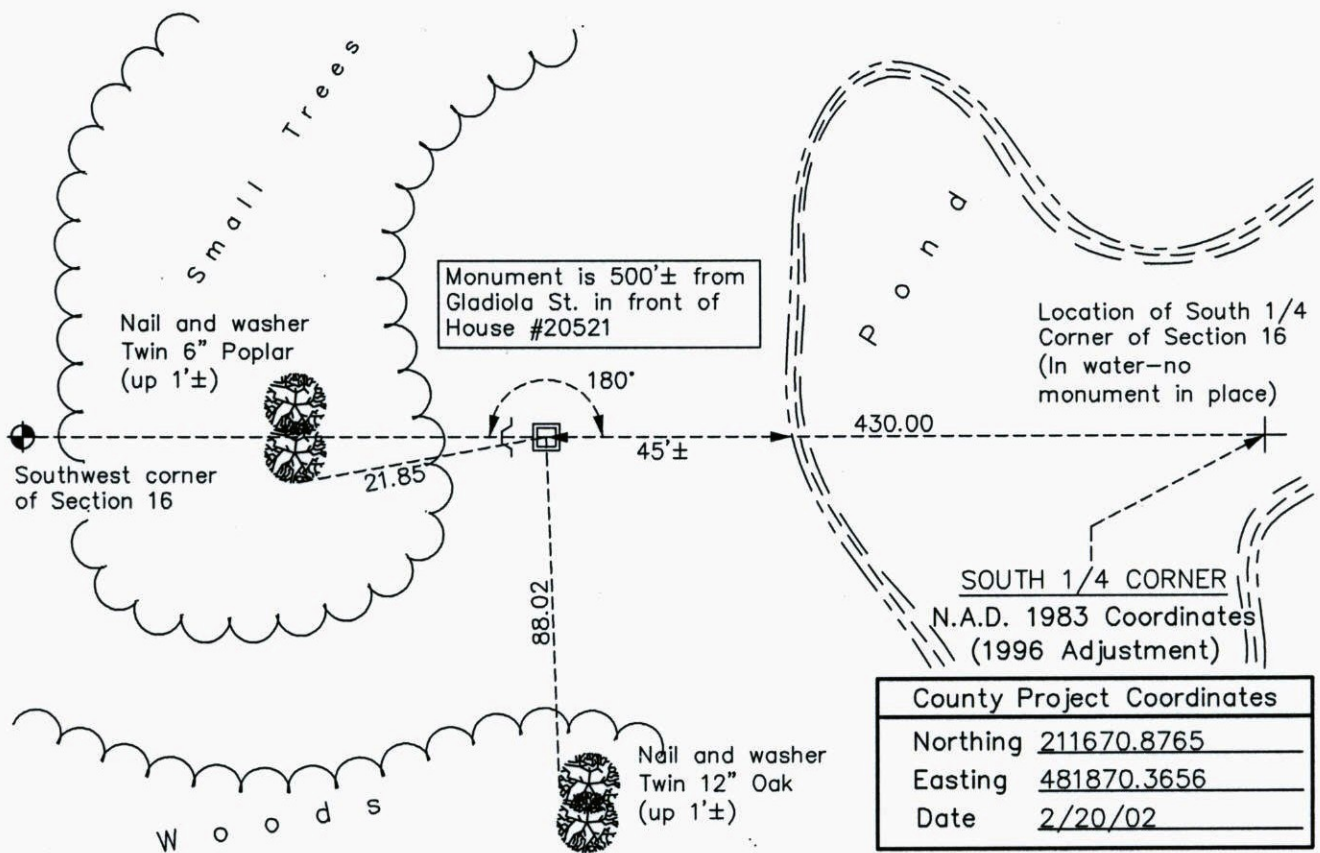 Small Trees
Monument is 500'± from
Gladiola St. in front of
House #20521
Pond
Nail and washer
Twin 6" Poplar
(up 1'±)
Location of South 1/4
Corner of Section 16
(In water-no
monument in place)
180°
430.00
45'±
Southwest corner
of Section 16
21.85
88.02
SOUTH 1/4 CORNER
N.A.D. 1983 Coordinates
(1996 Adjustment)
County Project Coordinates
Northing 211670.8765
Easting 481870.3656
Date 2/20/02
Nail and washer
Twin 12" Oak
(up 1'±)
Woods